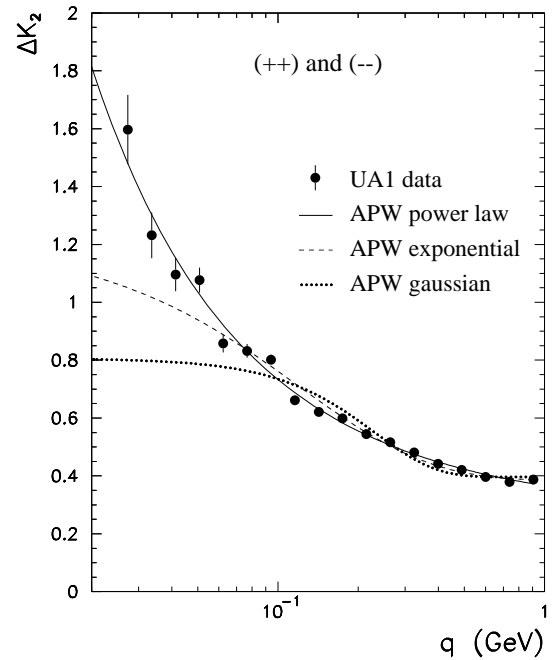 ΔK₂
2
1.8
1.6
1.4
1.2
1
0.8
0.6
0.4
0.2
0
(++) and (--)
UA1 data
APW power law
APW exponential
APW gaussian
10⁻¹
1
q (GeV)